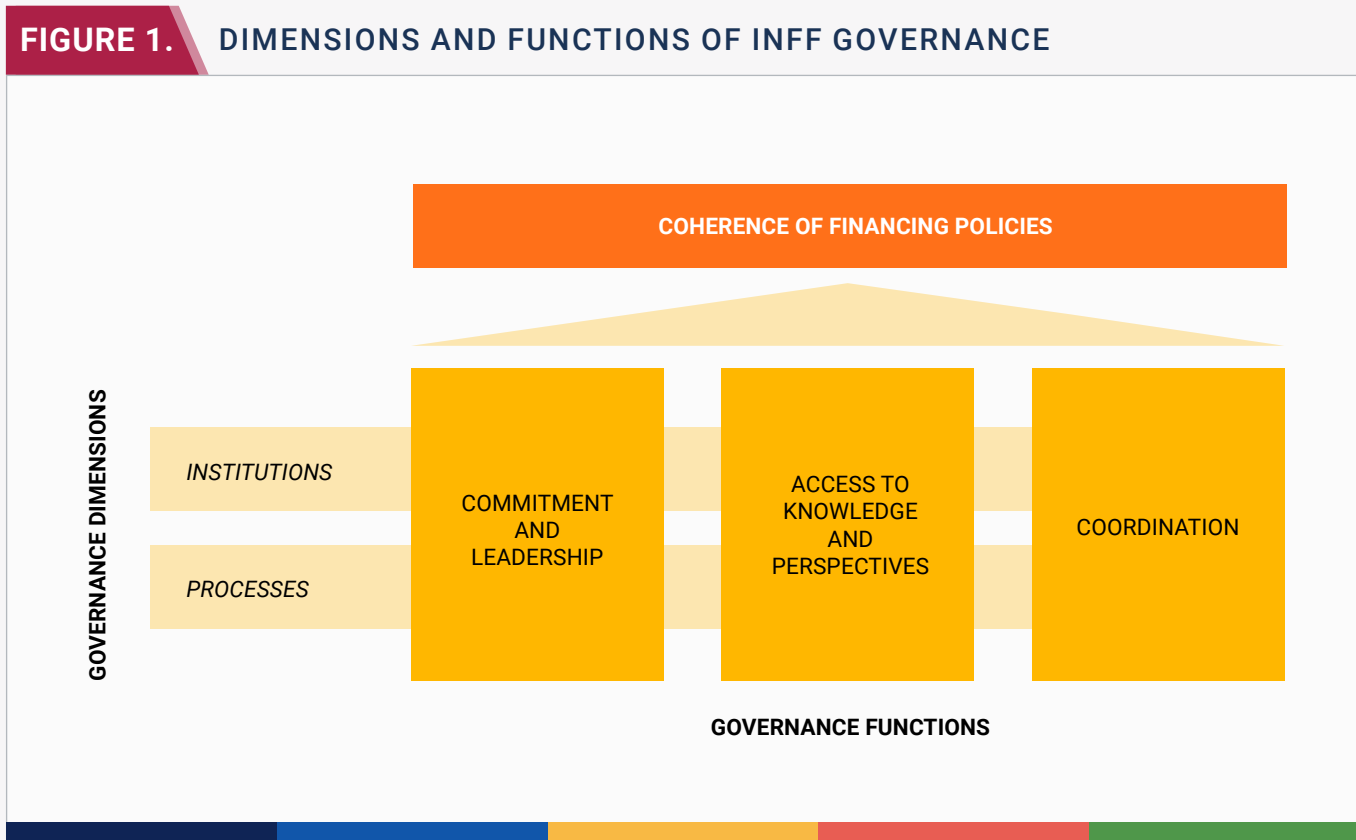 FIGURE 1. DIMENSIONS AND FUNCTIONS OF INFF GOVERNANCE
COHERENCE OF FINANCING POLICIES
GOVERNANCE DIMENSIONS
INSTITUTIONS
PROCESSES
COMMITMENT
AND
LEADERSHIP
ACCESS TO
KNOWLEDGE
AND
PERSPECTIVES
COORDINATION
GOVERNANCE FUNCTIONS